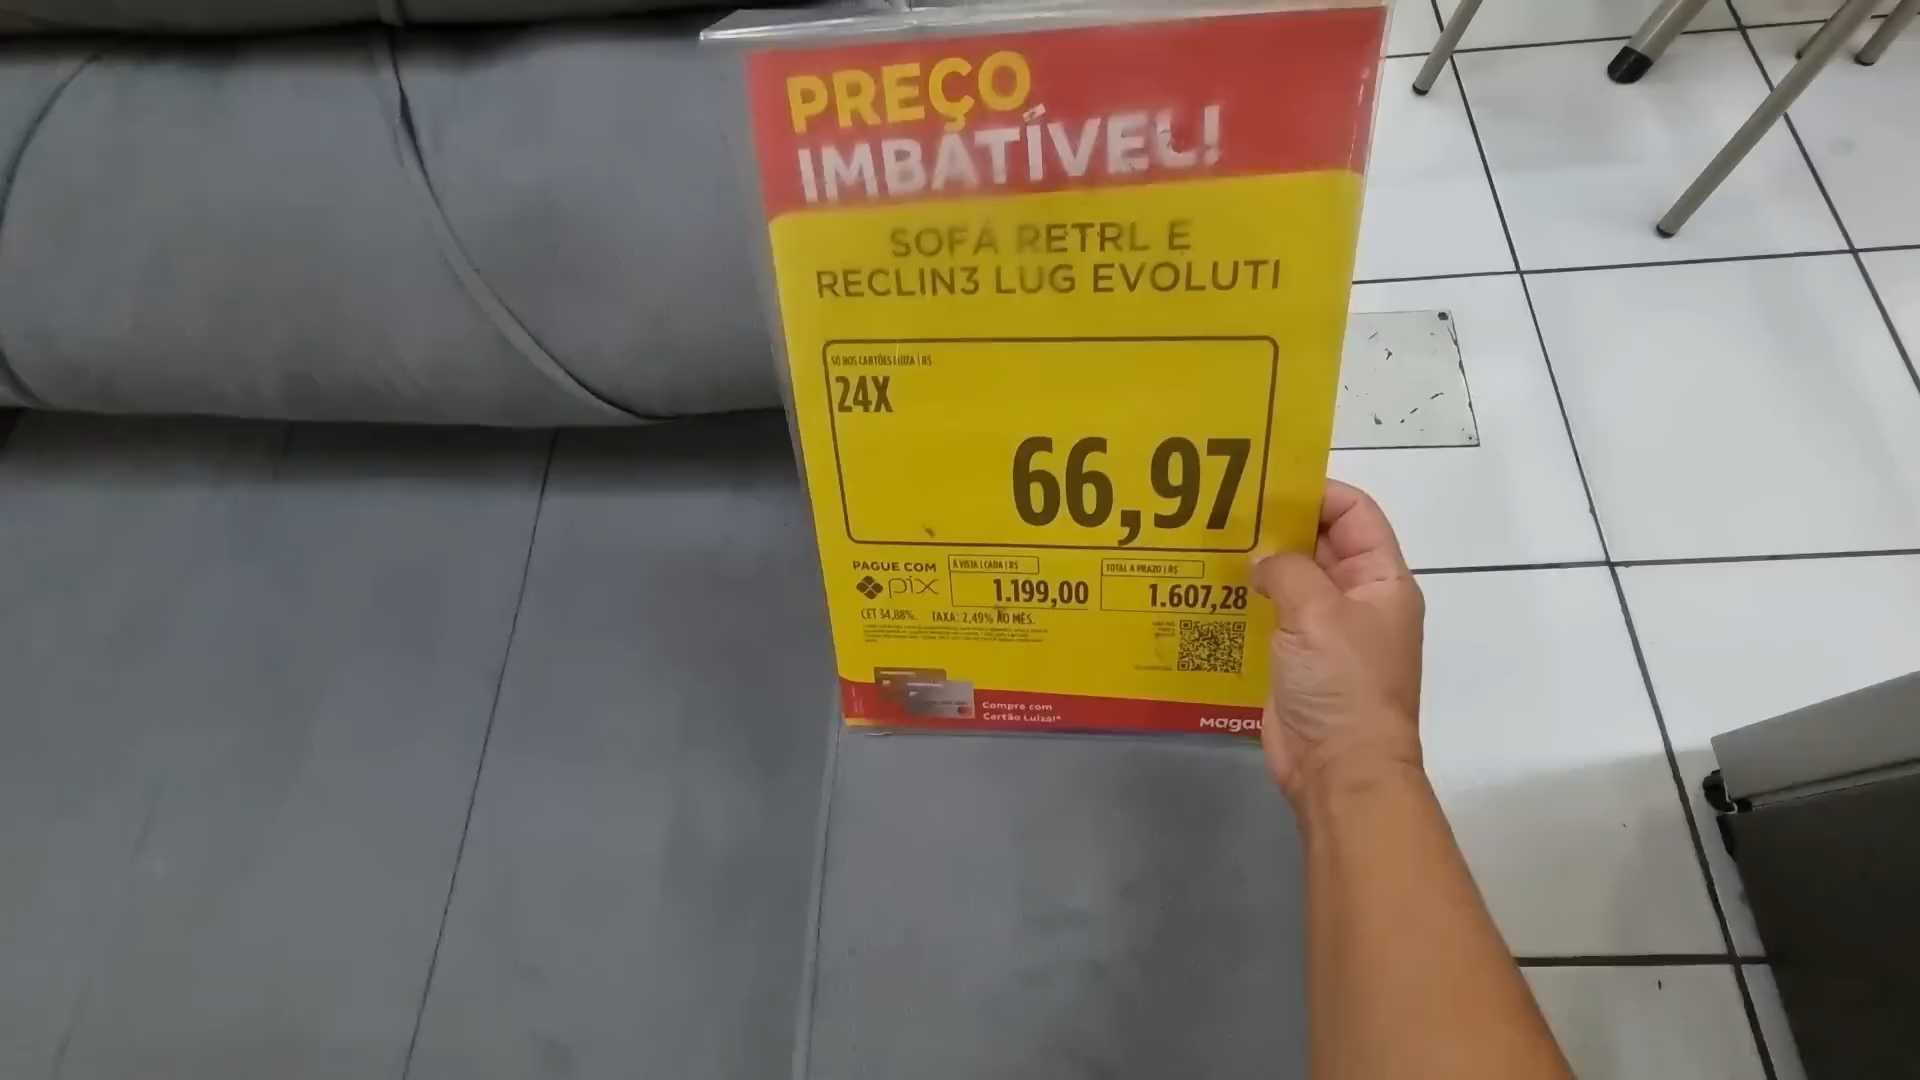 PREÇO
IMBATÍVEL!
SOFÁ RETRL E
RECLIN3 LUG EVOLUTI
SÓ NOS CARTÕES LUIZA | R$
24X
66,97
PAGUE COM
pix
À VISTA | CADA | R$
1.199,00
TOTAL A PRAZO | R$
1.607,28
CET 34,88%. TAXA: 2,49% AO MÊS.
Compre com
Cartão Luiza!*
Magalu